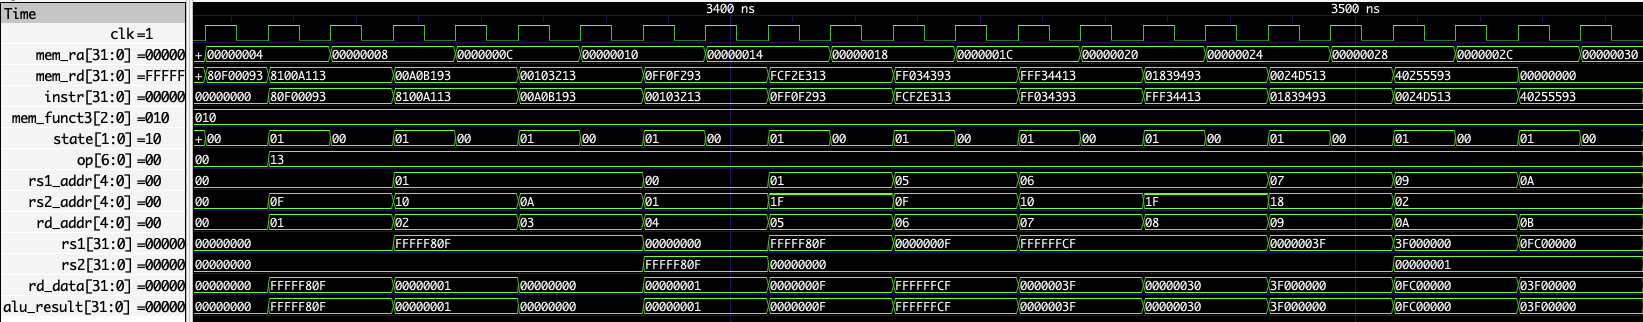 Time 3400 ns 3500 ns
clk=1
mem_ra[31:0] =00000 + 00000004 00000008 0000000C 00000010 00000014 00000018 0000001C 00000020 00000024 00000028 0000002C 00000030
mem_rd[31:0] =FFFFF + 80F00093 8100A113 00A0B193 00103213 0FF0F293 FCF2E313 FF034393 FFF34413 01839493 0024D513 40255593 00000000
instr[31:0] =00000 00000000 80F00093 8100A113 00A0B193 00103213 0FF0F293 FCF2E313 FF034393 FFF34413 01839493 0024D513 40255593
mem_funct3[2:0] =010 010
state[1:0] =10 + 00 01 00 01 00 01 00 01 00 01 00 01 00 01 00 01 00 01 00 01 00 01 00
op[6:0] =00 00 13
rs1_addr[4:0] =00 00 01 00 01 05 06 07 09 0A
rs2_addr[4:0] =00 00 0F 10 0A 01 1F 0F 10 1F 18 02
rd_addr[4:0] =00 00 01 02 03 04 05 06 07 08 09 0A 0B
rs1[31:0] =00000 00000000 FFFFF80F 00000000 FFFFF80F 0000000F FFFFFFCF 0000003F 3F000000 0FC00000
rs2[31:0] =00000 00000000 FFFFF80F 00000000 00000001
rd_data[31:0] =00000 00000000 FFFFF80F 00000001 00000000 00000001 0000000F FFFFFFCF 0000003F 00000030 3F000000 0FC00000 03F00000
alu_result[31:0] =00000 00000000 FFFFF80F 00000001 00000000 00000001 0000000F FFFFFFCF 0000003F 00000030 3F000000 0FC00000 03F00000